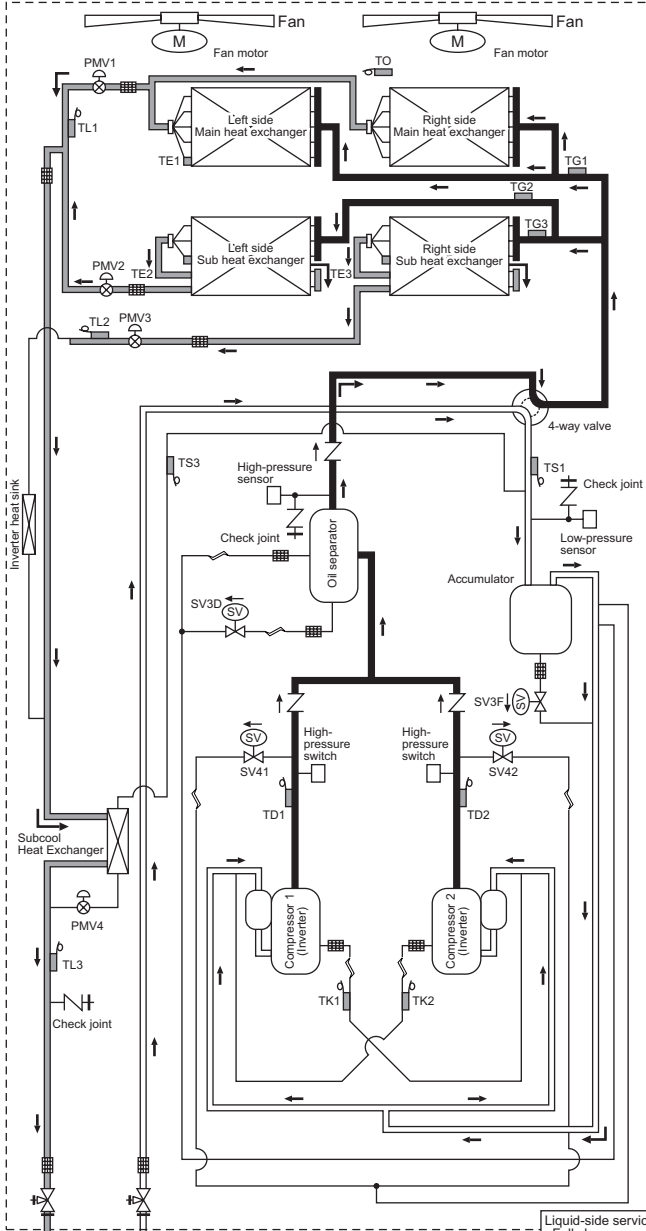 Fan
Fan
M
M
Fan motor
Fan motor
PMV1
TO
TL1
Left side
Main heat exchanger
Right side
Main heat exchanger
TE1
TG1
TG2
TG3
Left side
Sub heat exchanger
Right side
Sub heat exchanger
PMV2
TE2
TE3
TL2
PMV3
4-way valve
TS3
TS1
High-pressure
sensor
Check joint
Inverter heat sink
Check joint
Oil separator
Low-pressure
sensor
Accumulator
SV3D
SV
SV3F
SV
High-
pressure
switch
High-
pressure
switch
SV
SV41
SV
SV42
TD1
TD2
Subcool
Heat Exchanger
PMV4
Compressor 1
(Inverter)
Compressor 2
(Inverter)
TL3
TK1
TK2
Check joint
Liquid-side servic